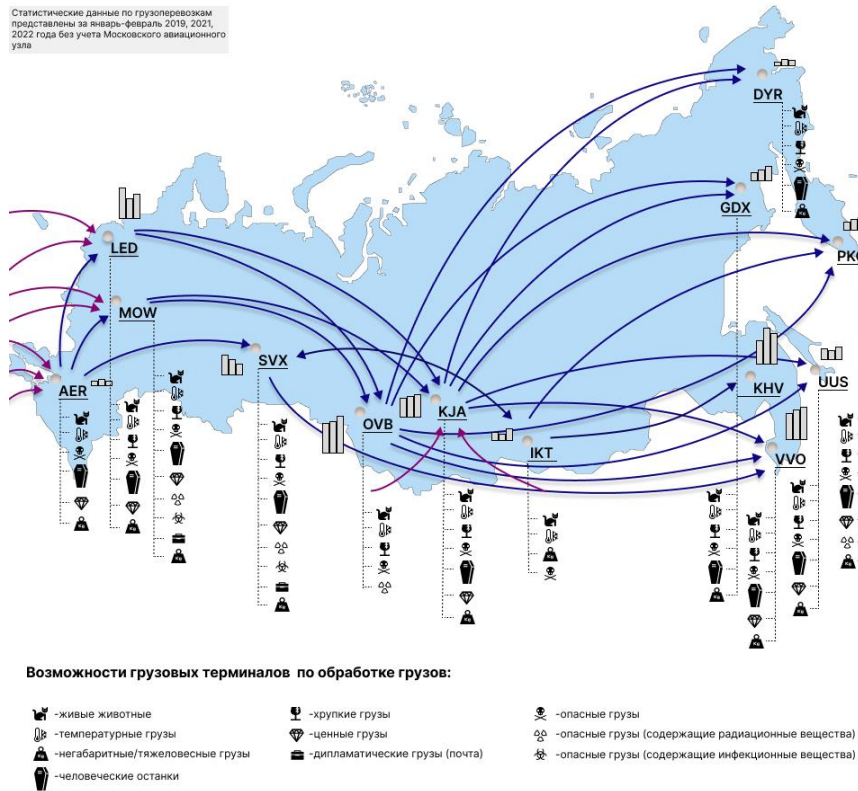 Статистические данные по грузоперевозкам
представлены за январь-февраль 2019, 2021,
2022 года без учета Московского авиационного
узла
DYR
GDX
LED
MOW
SVX
AER
OVB
KJA
IKT
KHV
UUS
VVO
Возможности грузовых терминалов по обработке грузов:
-живые животные
-хрупкие грузы
-опасные грузы
-температурные грузы
-ценные грузы
-опасные грузы (содержащие радиационные вещества)
-негабаритные/тяжеловесные грузы
-дипломатические грузы (почта)
-опасные грузы (содержащие инфекционные вещества)
-человеческие останки